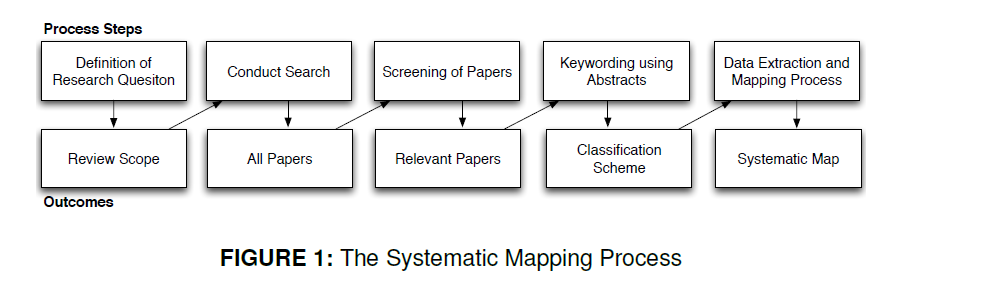 Process Steps
Definition of
Research Quesiton
Conduct Search
Screening of Papers
Keywording using
Abstracts
Data Extraction and
Mapping Process
Review Scope
All Papers
Relevant Papers
Classification
Scheme
Systematic Map
Outcomes
FIGURE 1: The Systematic Mapping Process